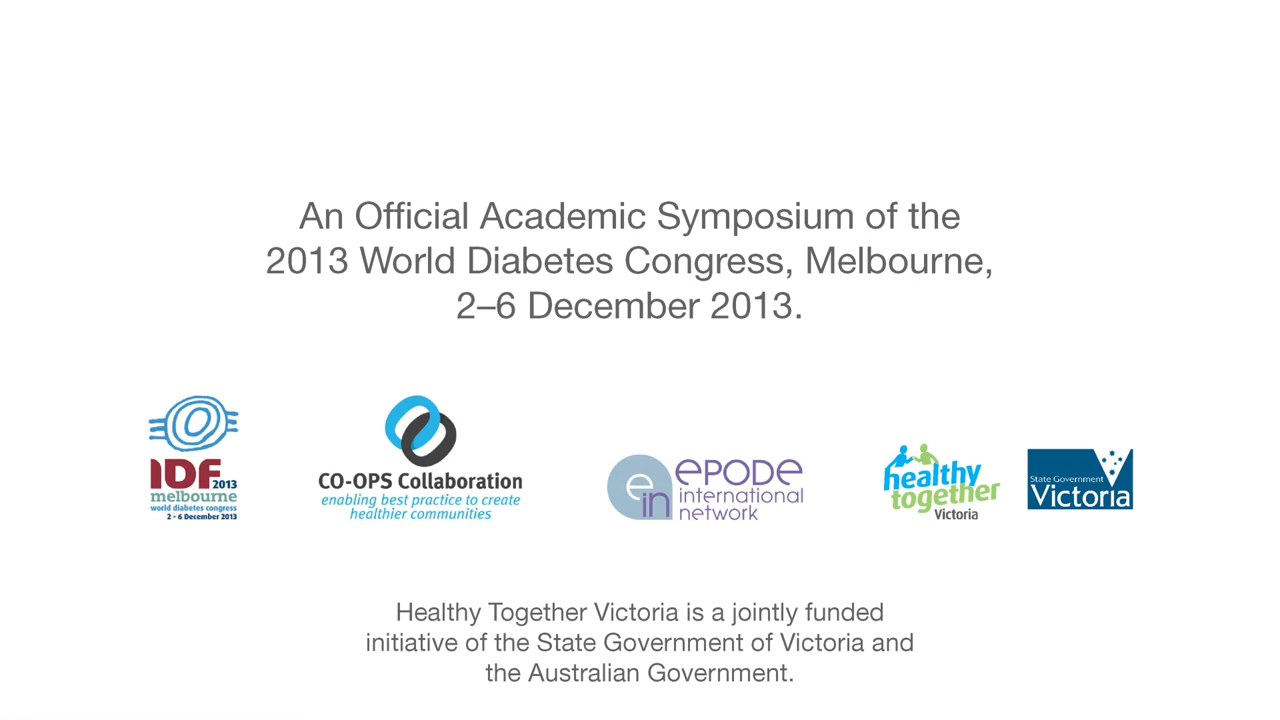 An Official Academic Symposium of the
2013 World Diabetes Congress, Melbourne,
2–6 December 2013.
IDF 2013
melbourne
world diabetes congress
2 - 6 December 2013
CO-OPS Collaboration
enabling best practice to create
healthier communities
ein
EPODE
international
network
healthy
together
Victoria
State Government
Victoria
Healthy Together Victoria is a jointly funded
initiative of the State Government of Victoria and
the Australian Government.